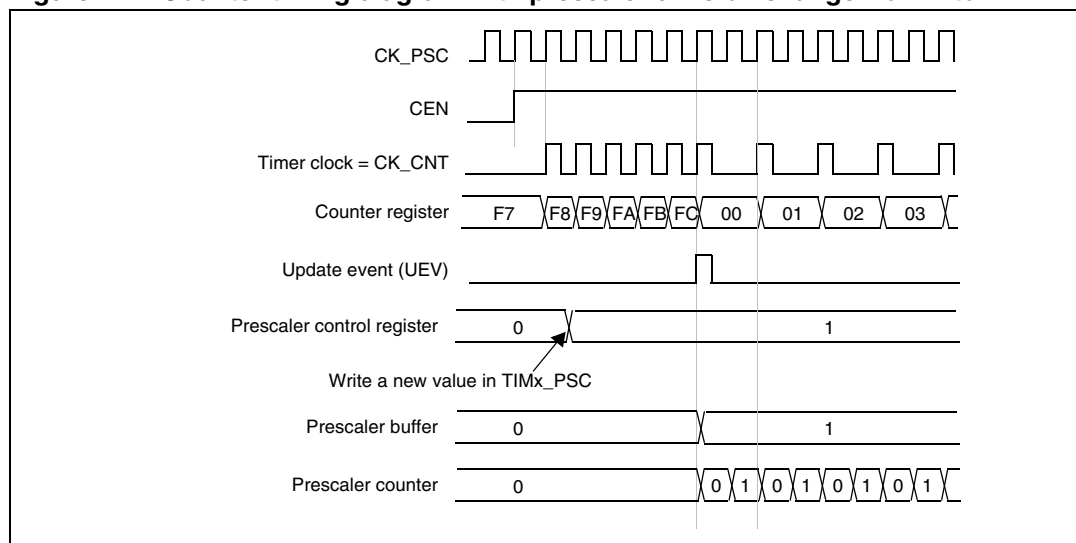 CK_PSC
CEN
Timer clock = CK_CNT
Counter register F7 F8 F9 FA FB FC 00 01 02 03
Update event (UEV)
Prescaler control register 0 1
Write a new value in TIMx_PSC
Prescaler buffer 0 1
Prescaler counter 0 0 1 0 1 0 1 0 1